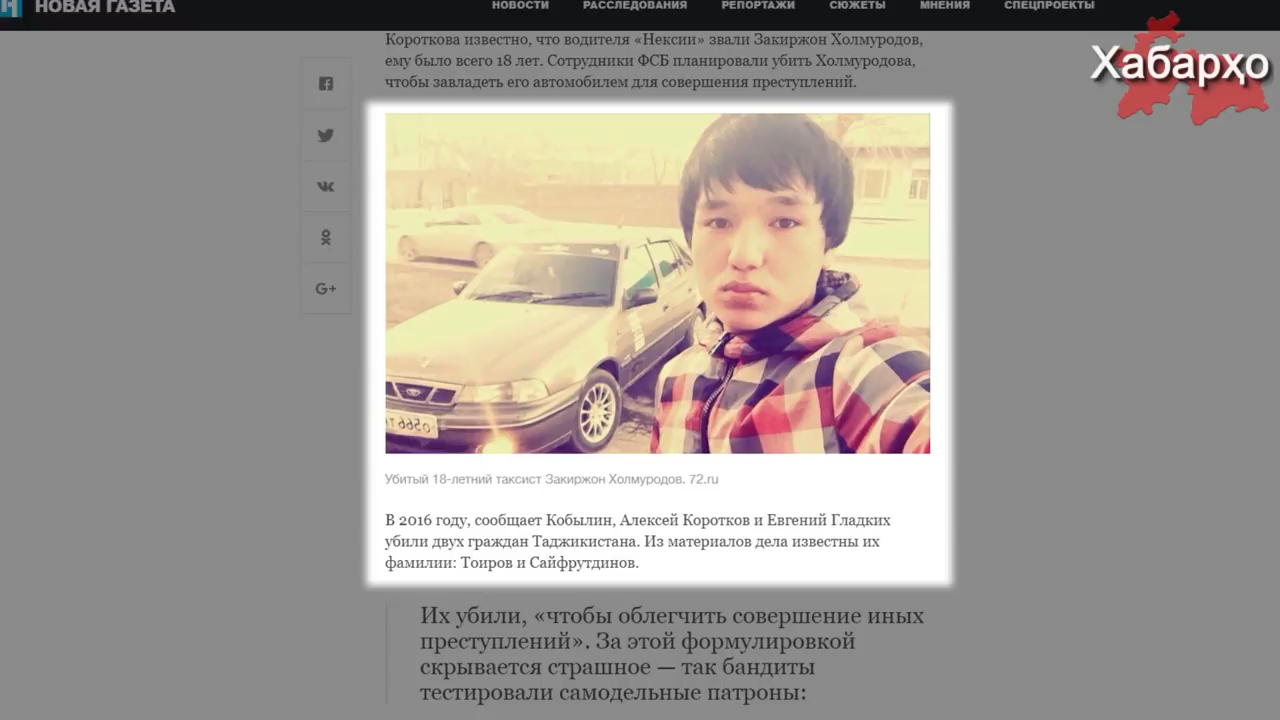 НОВАЯ ГАЗЕТА
НОВОСТИ РАССЛЕДОВАНИЯ РЕПОРТАЖИ СЮЖЕТЫ МНЕНИЯ СПЕЦПРОЕКТЫ
Хабарҳо
Короткова известно, что водителя «Нексии» звали Закиржон Холмуродов,
ему было всего 18 лет. Сотрудники ФСБ планировали убить Холмуродова,
чтобы завладеть его автомобилем для совершения преступлений.
G+
Убитый 18-летний таксист Закиржон Холмуродов. 72.ru
В 2016 году, сообщает Кобылин, Алексей Коротков и Евгений Гладких
убили двух граждан Таджикистана. Из материалов дела известны их
фамилии: Тоиров и Сайфрутдинов.
Их убили, «чтобы облегчить совершение иных
преступлений». За этой формулировкой
скрывается страшное — так бандиты
тестировали самодельные патроны: